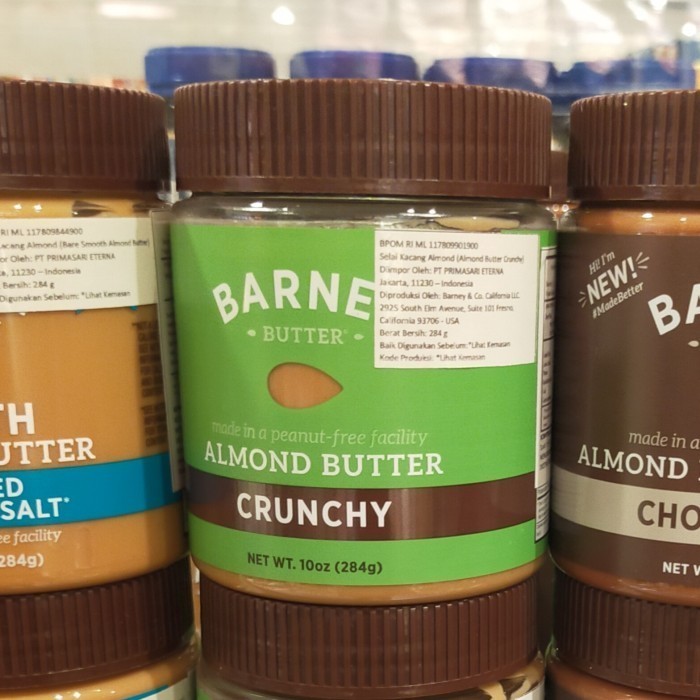 RI ML 117809844900
Kacang Almond (Bare Smooth Almond Butter)
por Oleh: PT PRIMASARI ETERNA
a, 11230 – Indonesia
Bersih: 284 g
Digunakan Sebelum: *Lihat Kemasan
TH
UTTER
ED
SALT
ee facility
284g)
BARNE
• BUTTER •
BPOM RI ML 117809901900
Selai Kacang Almond (Almond Butter Crunchy)
Diimpor Oleh: PT PRIMASARI ETERNA
Jakarta, 11230 – Indonesia
Diproduksi Oleh: Barney & Co. California LLC.
2925 South Elm Avenue, Suite 101 Fresno,
California 93706 - USA
Berat Bersih: 284 g
Baik Digunakan Sebelum: *Lihat Kemasan
Kode Produksi: *Lihat Kemasan
made in a peanut-free facility
ALMOND BUTTER
CRUNCHY
NET WT. 10oz (284g)
Hi! I'm
NEW!
#MadeBetter
BA
made in a
ALMOND
CHO
NET W